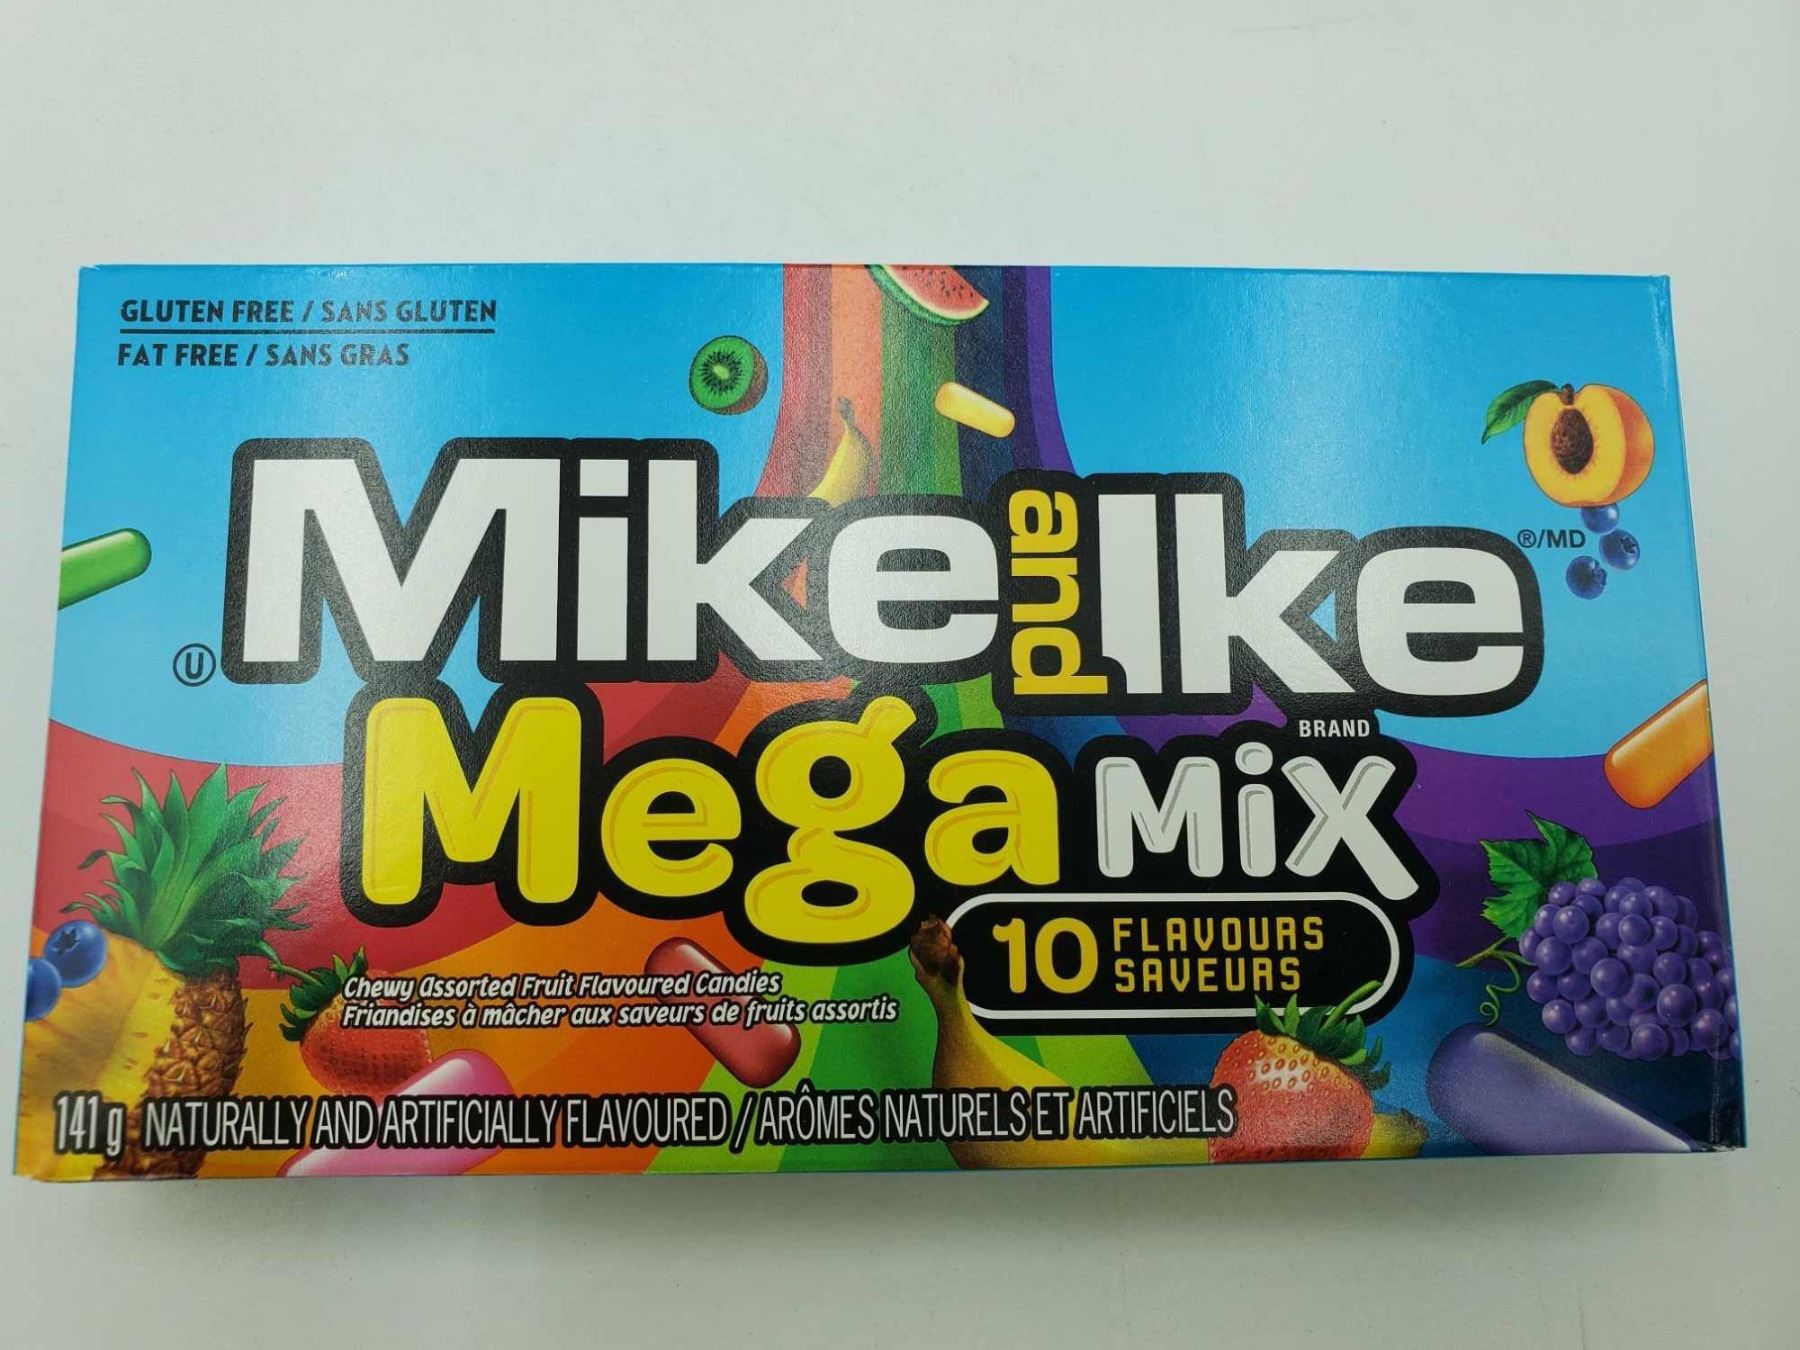 GLUTEN FREE / SANS GLUTEN
FAT FREE / SANS GRAS
Mike and Ike ®/MD
U
BRAND
Mega MiX
10 FLAVOURS
SAVEURS
Chewy Assorted Fruit Flavoured Candies
Friandises à mâcher aux saveurs de fruits assortis
141 g NATURALLY AND ARTIFICIALLY FLAVOURED / ARÔMES NATURELS ET ARTIFICIELS